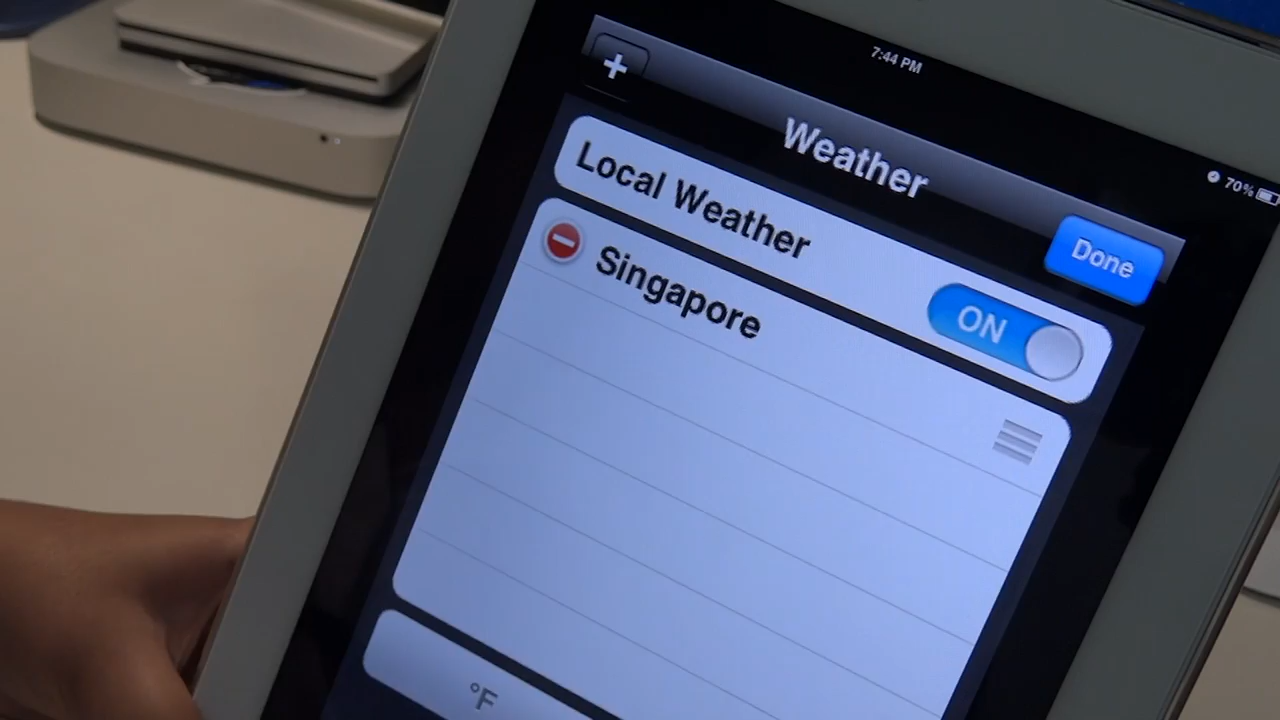 7:44 PM
70%
+
Weather
Done
Local Weather
ON
Singapore
°F